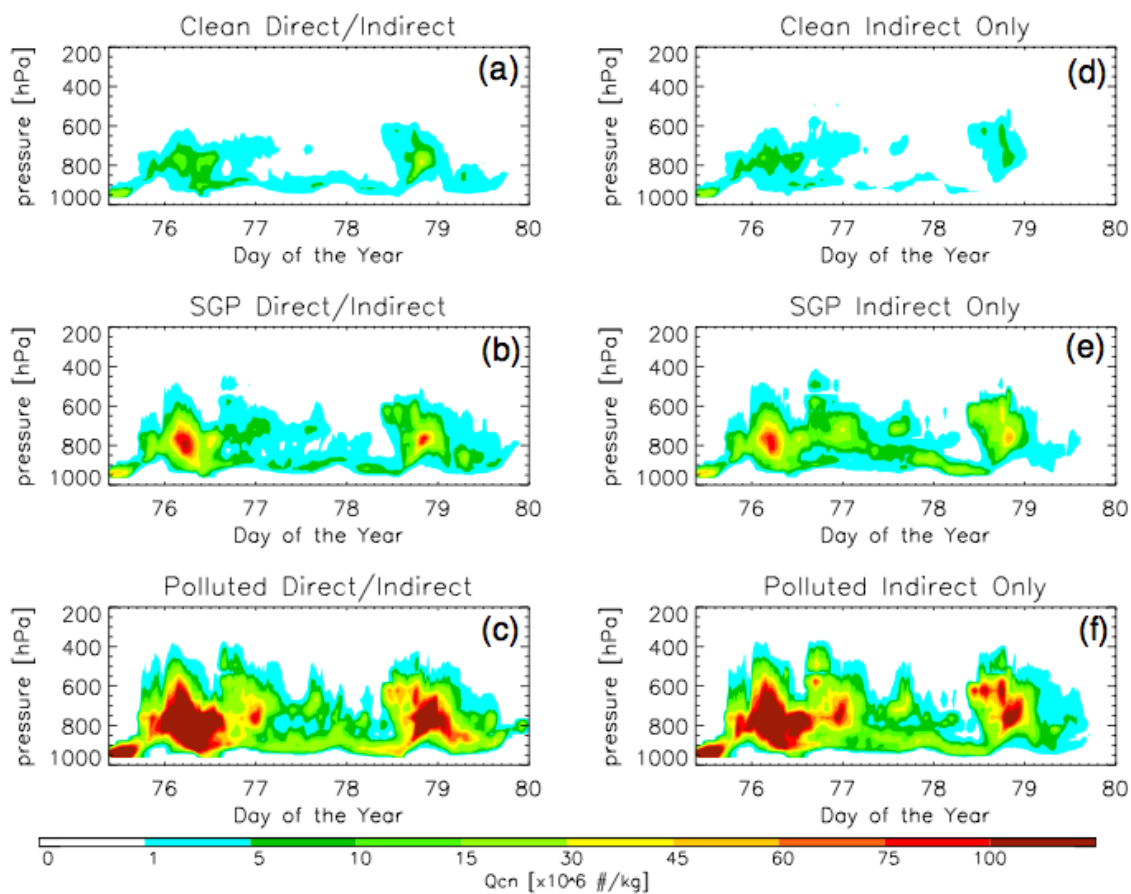 Clean Direct/Indirect
(a)
pressure [hPa]
200
400
600
800
1000
76 77 78 79 80
Day of the Year
Clean Indirect Only
(d)
pressure [hPa]
200
400
600
800
1000
76 77 78 79 80
Day of the Year
SGP Direct/Indirect
(b)
pressure [hPa]
200
400
600
800
1000
76 77 78 79 80
Day of the Year
SGP Indirect Only
(e)
pressure [hPa]
200
400
600
800
1000
76 77 78 79 80
Day of the Year
Polluted Direct/Indirect
(c)
pressure [hPa]
200
400
600
800
1000
76 77 78 79 80
Day of the Year
Polluted Indirect Only
(f)
pressure [hPa]
200
400
600
800
1000
76 77 78 79 80
Day of the Year
0 1 5 10 15 30 45 60 75 100
Qcn [x10^6 #/kg]